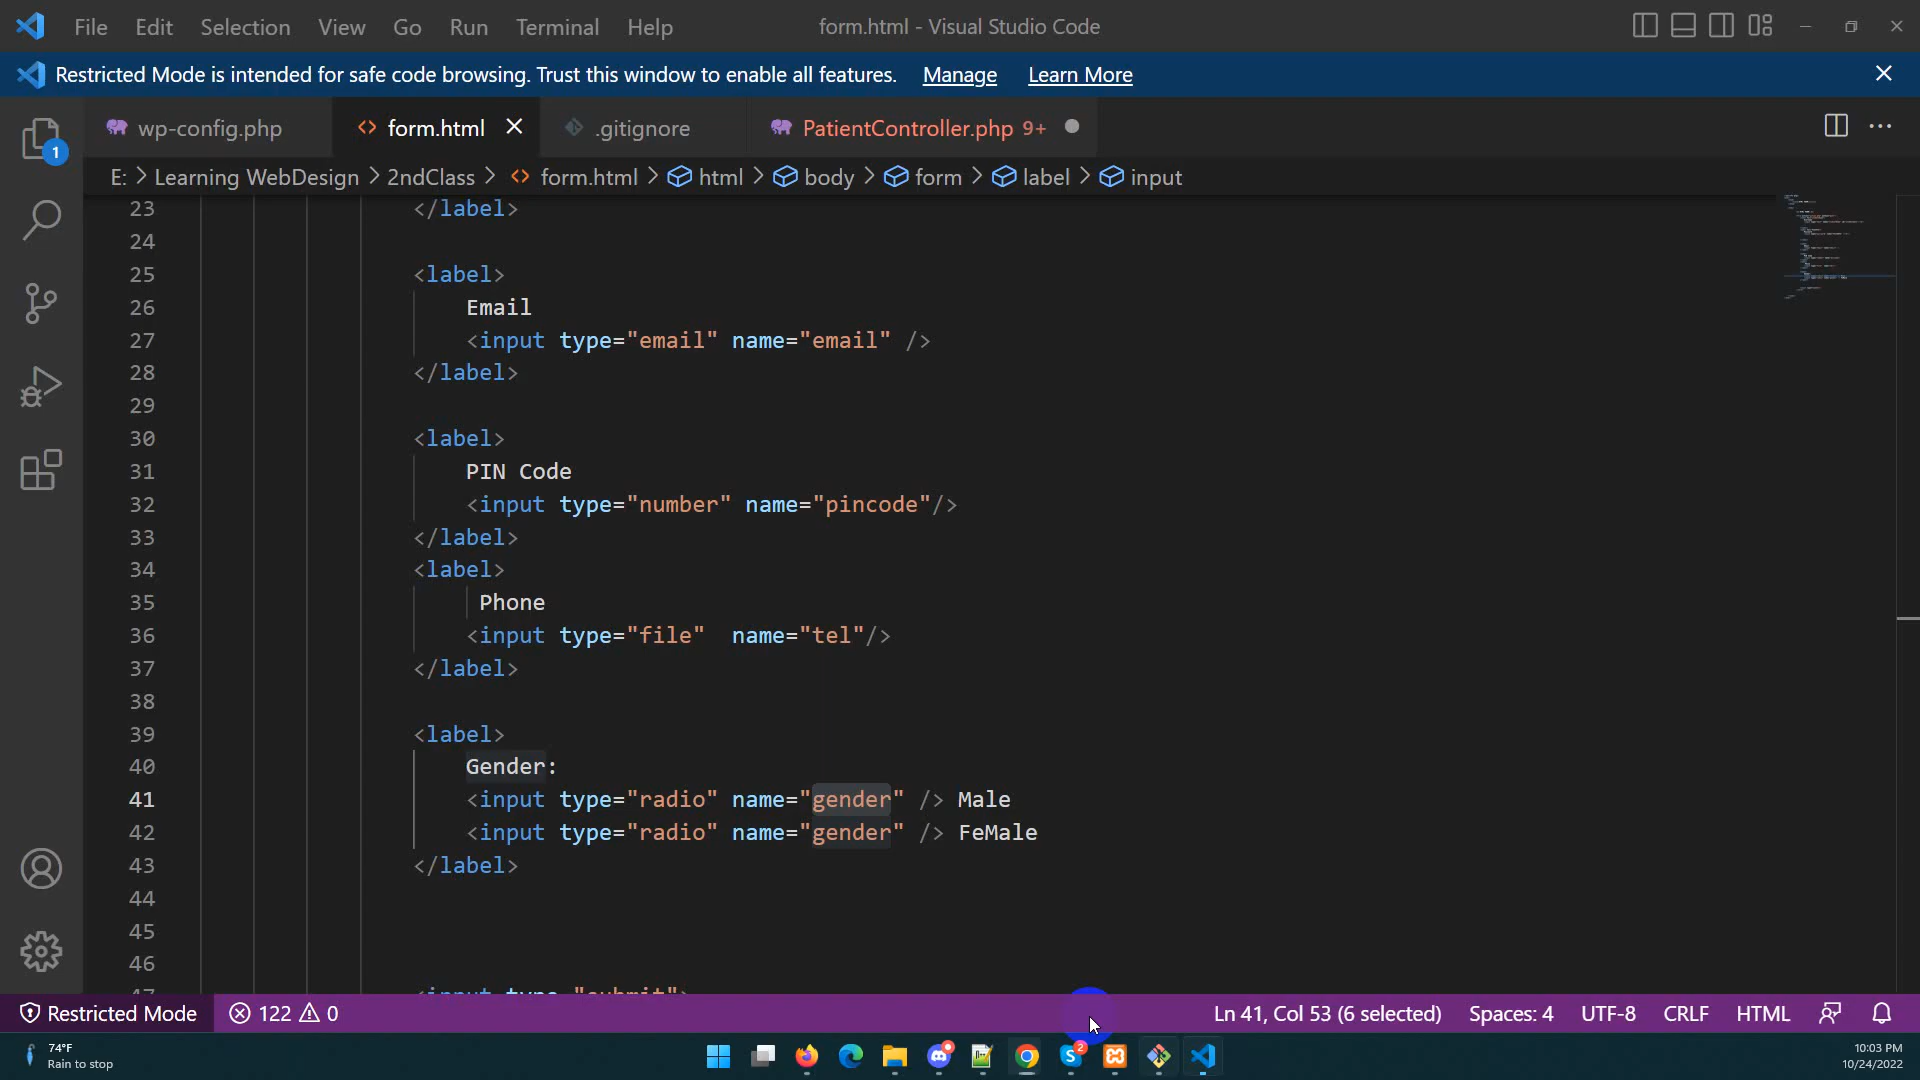 File Edit Selection View Go Run Terminal Help form.html - Visual Studio Code
Restricted Mode is intended for safe code browsing. Trust this window to enable all features. Manage Learn More
wp-config.php form.html .gitignore PatientController.php 9+
1
E: > Learning WebDesign > 2ndClass > form.html > html > body > form > label > input
23 </label>
24
25 <label>
26 Email
27 <input type="email" name="email" />
28 </label>
29
30 <label>
31 PIN Code
32 <input type="number" name="pincode"/>
33 </label>
34 <label>
35 Phone
36 <input type="file"  name="tel"/>
37 </label>
38
39 <label>
40 Gender:
41 <input type="radio" name="gender" /> Male
42 <input type="radio" name="gender" /> FeMale
43 </label>
44
45
46
47 <input type="submit">
Restricted Mode 122 0 Ln 41, Col 53 (6 selected) Spaces: 4 UTF-8 CRLF HTML
74°F
Rain to stop
2
10:03 PM
10/24/2022